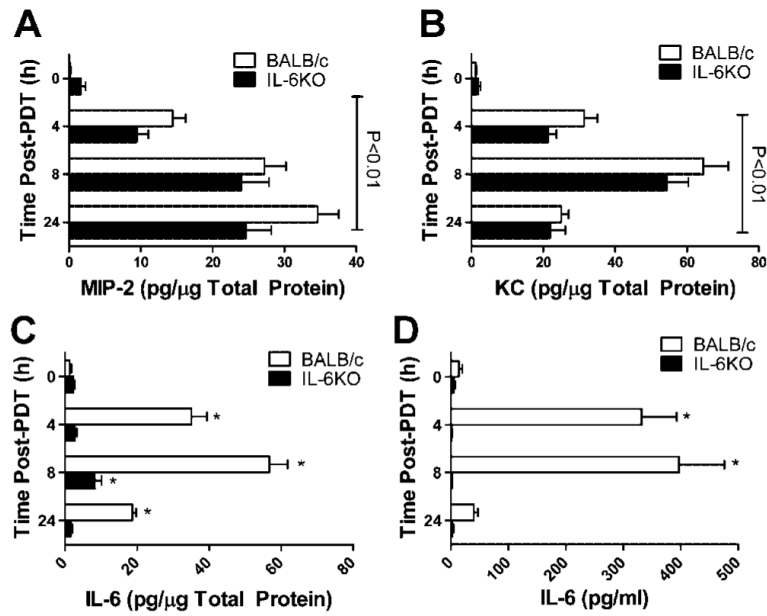 A
BALB/c
IL-6KO
Time Post-PDT (h)
0
4
8
24
P<0.01
0
10
20
30
40
MIP-2 (pg/μg Total Protein)
B
BALB/c
IL-6KO
Time Post-PDT (h)
0
4
8
24
P<0.01
0
20
40
60
80
KC (pg/μg Total Protein)
C
BALB/c
IL-6KO
Time Post-PDT (h)
0
4
*
8
*
*
24
*
0
20
40
60
80
IL-6 (pg/μg Total Protein)
D
BALB/c
IL-6KO
Time Post-PDT (h)
0
4
*
8
*
24
0
100
200
300
400
500
IL-6 (pg/ml)